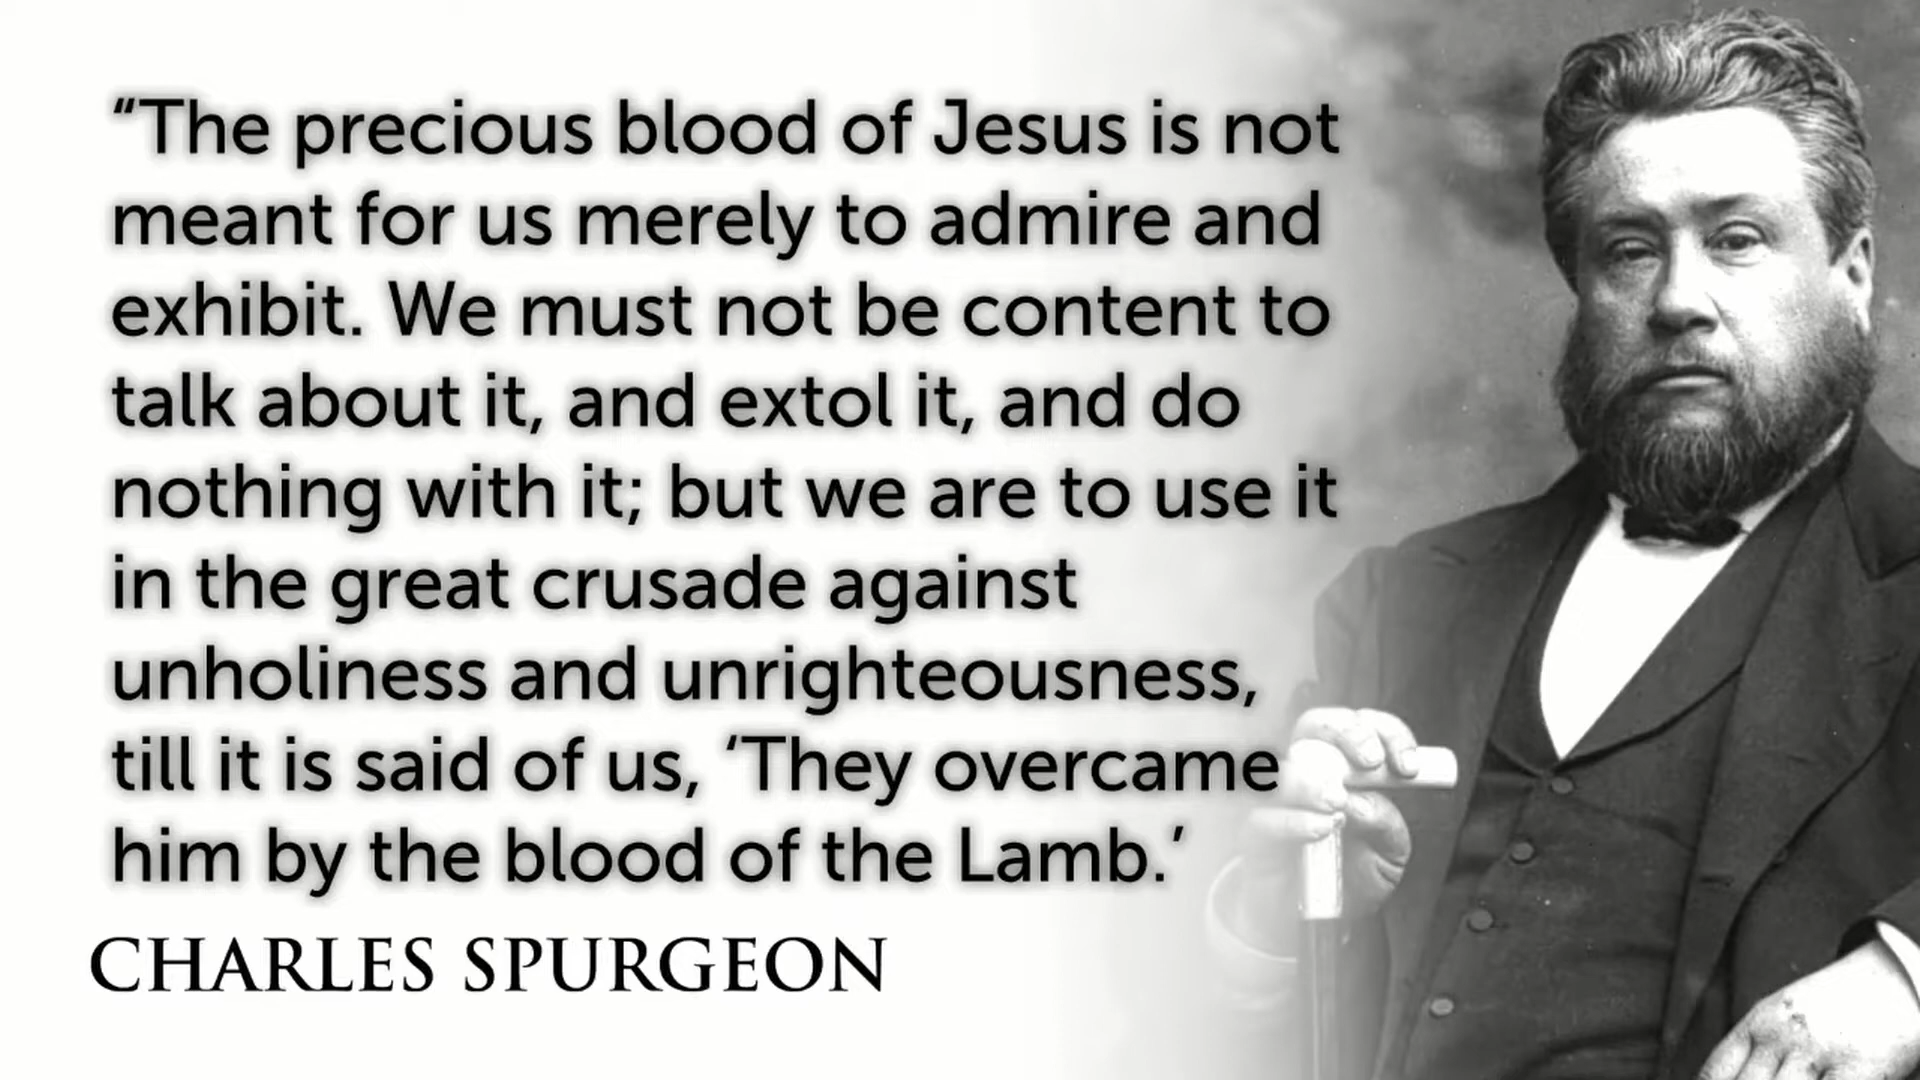 “The precious blood of Jesus is not
meant for us merely to admire and
exhibit. We must not be content to
talk about it, and extol it, and do
nothing with it; but we are to use it
in the great crusade against
unholiness and unrighteousness,
till it is said of us, ‘They overcame
him by the blood of the Lamb.’
CHARLES SPURGEON